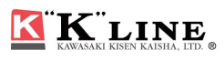 K "K" LINE
KAWASAKI KISEN KAISHA, LTD. ®